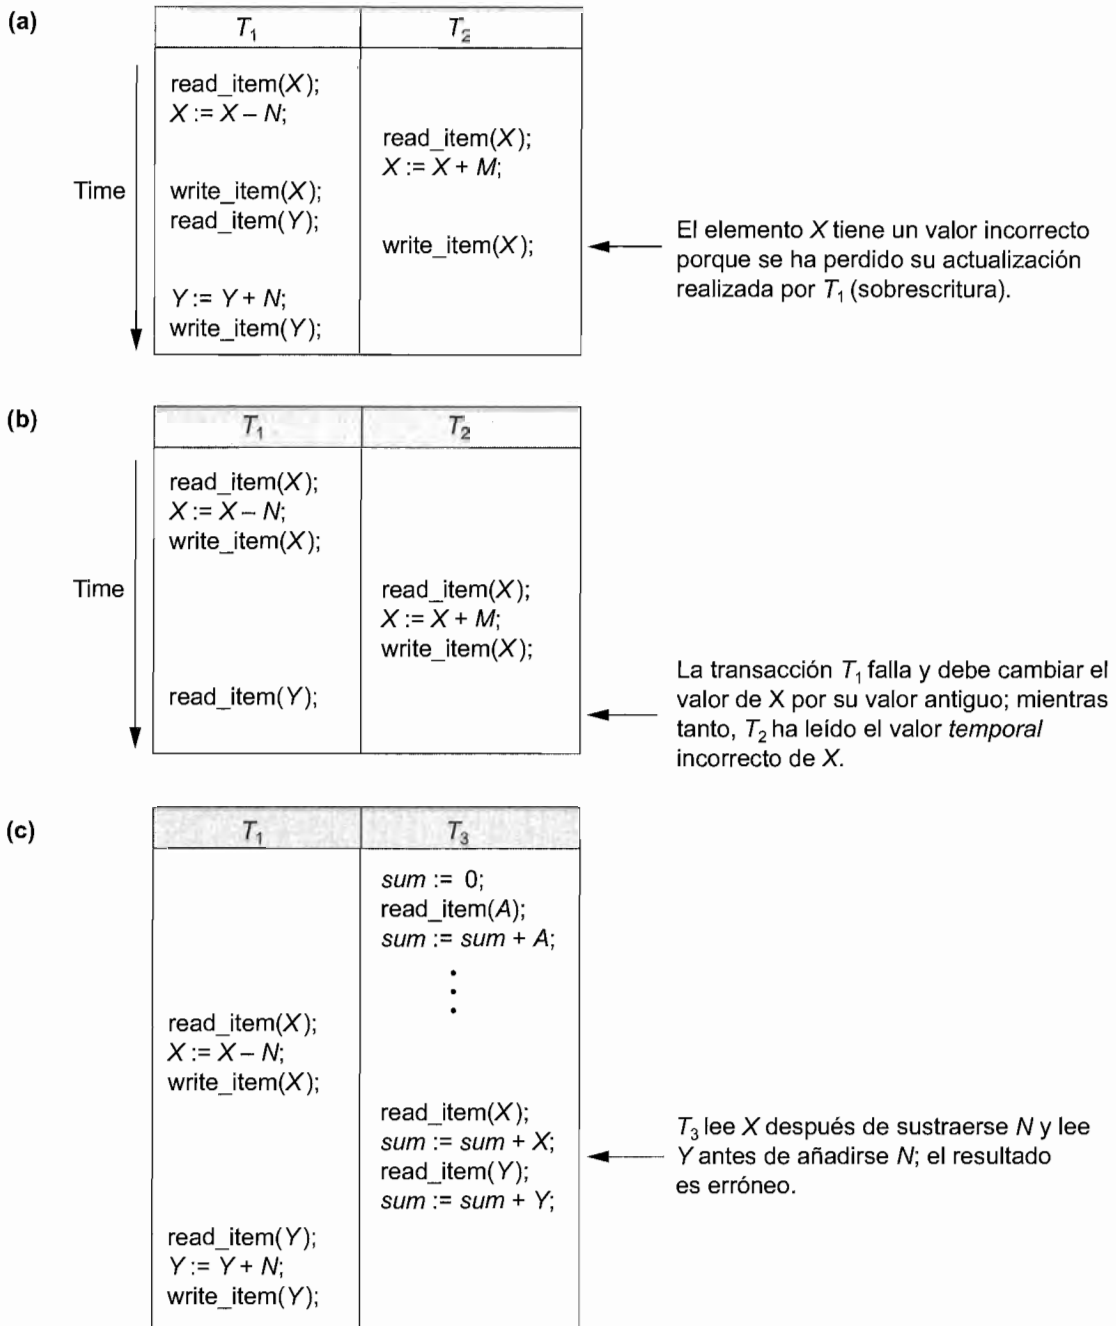 (a)
T1 T2
read_item(X);
X := X – N;
read_item(X);
X := X + M;
Time
write_item(X);
read_item(Y);
write_item(X);
El elemento X tiene un valor incorrecto
porque se ha perdido su actualización
realizada por T1 (sobrescritura).
Y := Y + N;
write_item(Y);
(b)
T1 T2
read_item(X);
X := X – N;
write_item(X);
Time
read_item(X);
X := X + M;
write_item(X);
read_item(Y);
La transacción T1 falla y debe cambiar el
valor de X por su valor antiguo; mientras
tanto, T2 ha leído el valor temporal
incorrecto de X.
(c)
T1 T3
sum := 0;
read_item(A);
sum := sum + A;
read_item(X);
X := X – N;
write_item(X);
read_item(X);
sum := sum + X;
read_item(Y);
sum := sum + Y;
T3 lee X después de sustraerse N y lee
Y antes de añadirse N; el resultado
es erróneo.
read_item(Y);
Y := Y + N;
write_item(Y);